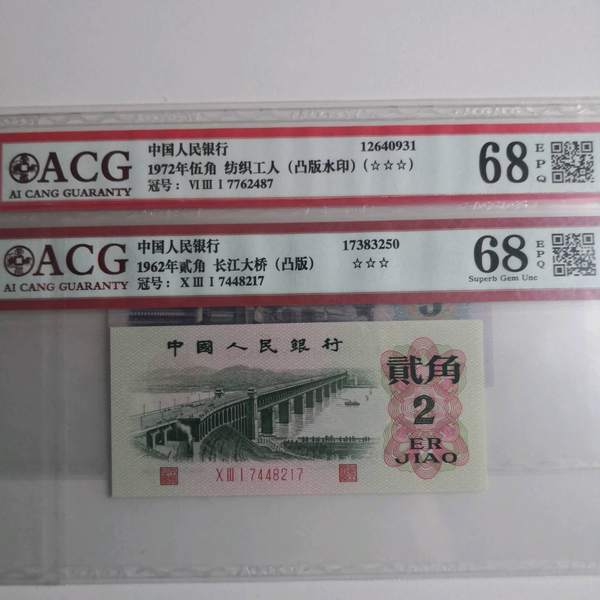 ACG
AI CANG GUARANTY
中国人民银行 12640931
1972年伍角 纺织工人（凸版水印）(☆☆☆)
冠号： Ⅵ Ⅲ Ⅰ 7762487
68
EPQ
ACG
AI CANG GUARANTY
中国人民银行 17383250
1962年贰角 长江大桥（凸版） ☆☆☆
冠号： Ⅹ Ⅲ Ⅰ 7448217
68
EPQ
Superb Gem Unc
中國人民銀行
貳角
2
ER
JIAO
Ⅹ Ⅲ Ⅰ 7448217